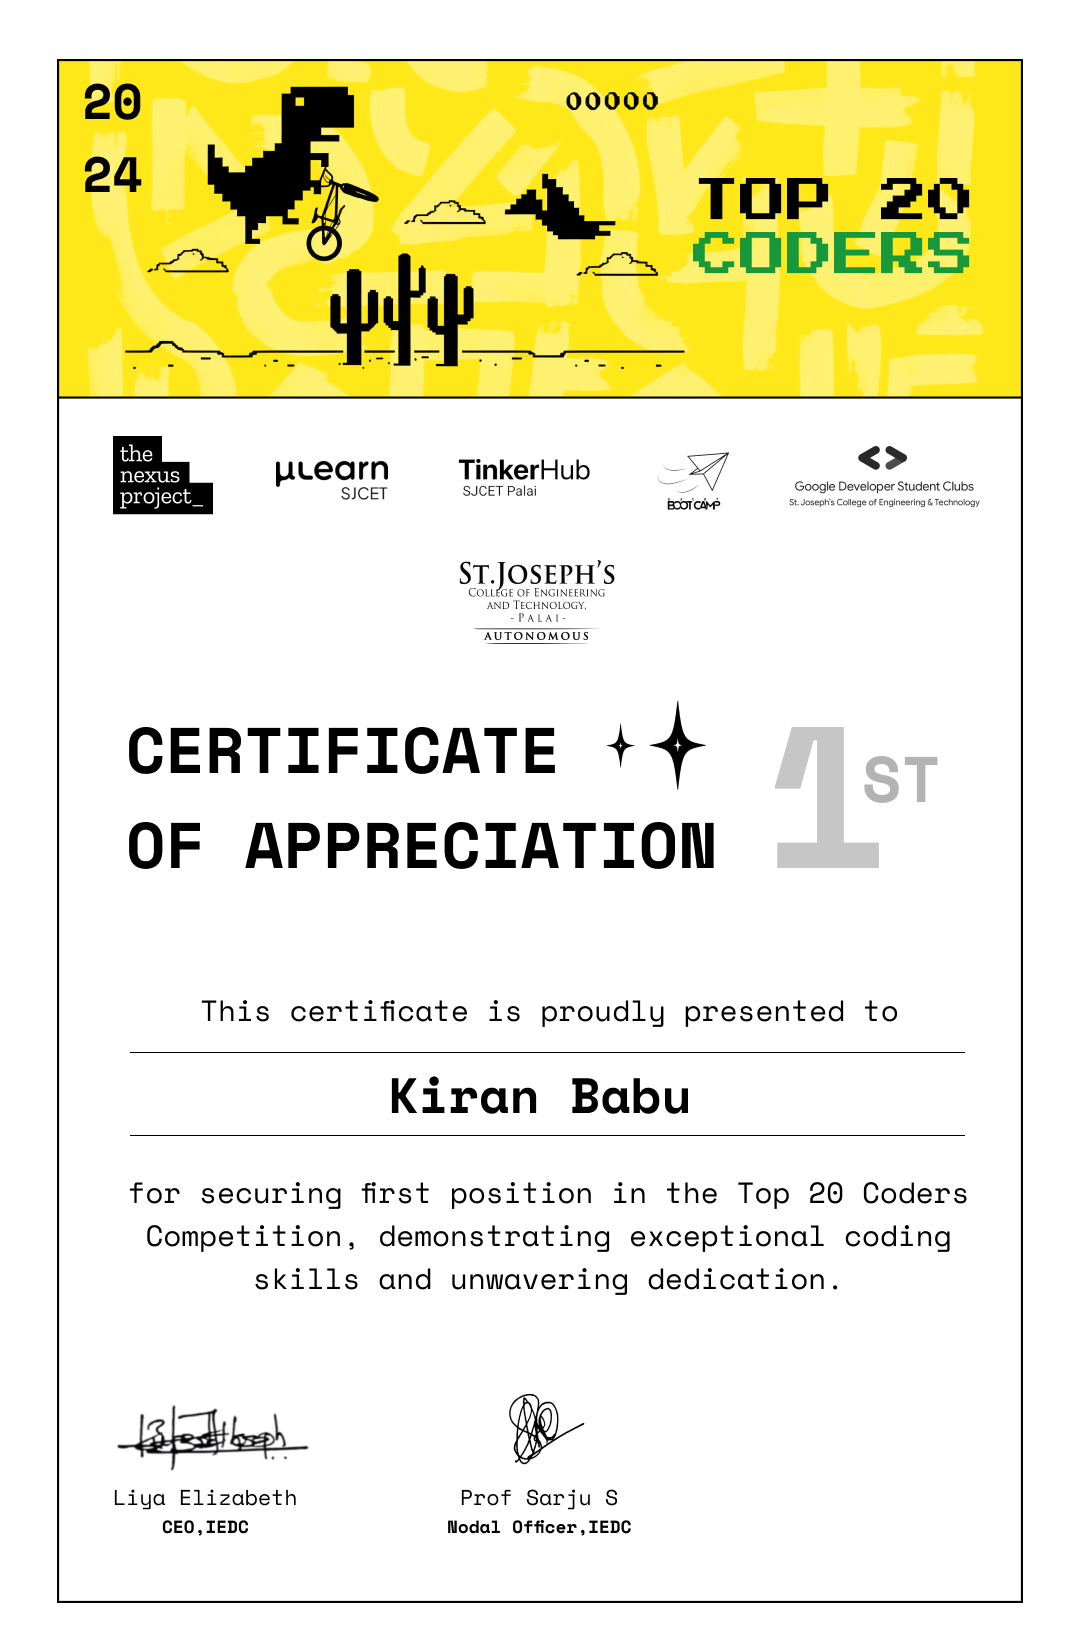 20
24
00000
TOP 20
CODERS
the
nexus
project_
µLearn
SJCET
TinkerHub
SJCET Palai
BOOTCAMP
Google Developer Student Clubs
St. Joseph's College of Engineering & Technology
ST.JOSEPH'S
COLLEGE OF ENGINEERING
AND TECHNOLOGY,
-PALAI-
AUTONOMOUS
CERTIFICATE
OF APPRECIATION
1ST
This certificate is proudly presented to
Kiran Babu
for securing first position in the Top 20 Coders
Competition, demonstrating exceptional coding
skills and unwavering dedication.
Liya Elizabeth
CEO,IEDC
Prof Sarju S
Nodal Officer,IEDC